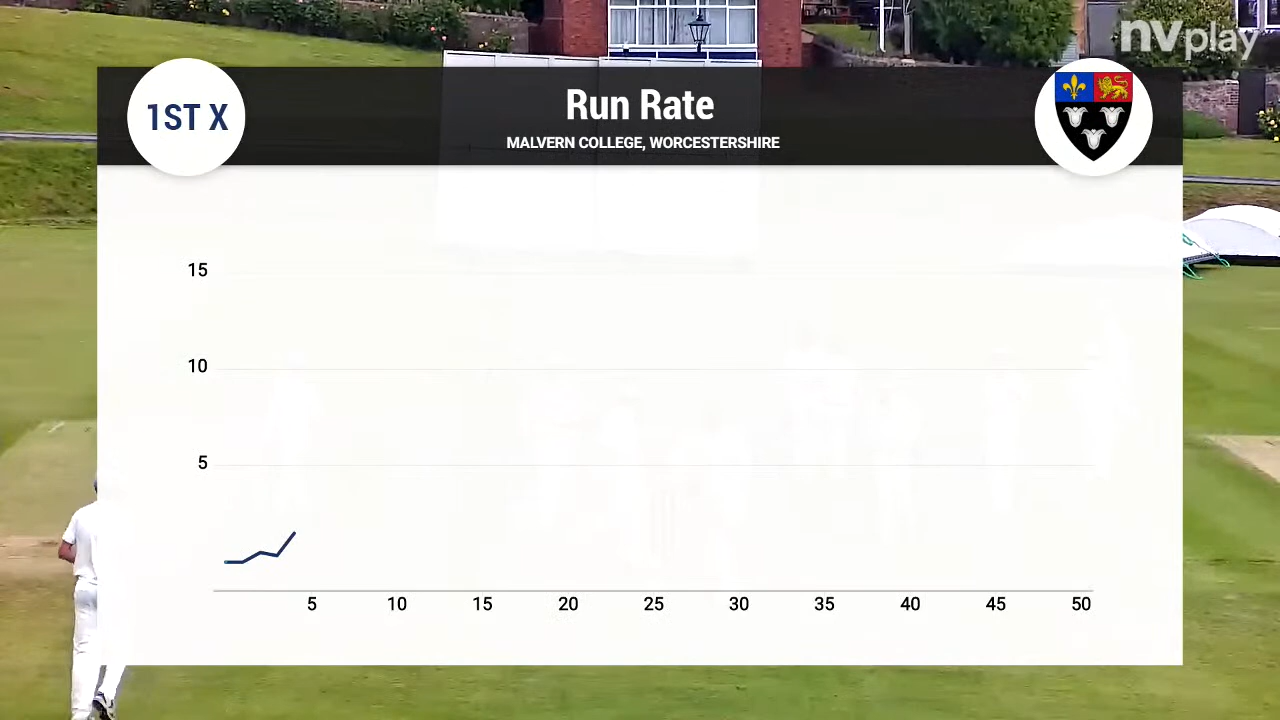 nvplay
1ST X
Run Rate
MALVERN COLLEGE, WORCESTERSHIRE
15
10
5
5 10 15 20 25 30 35 40 45 50